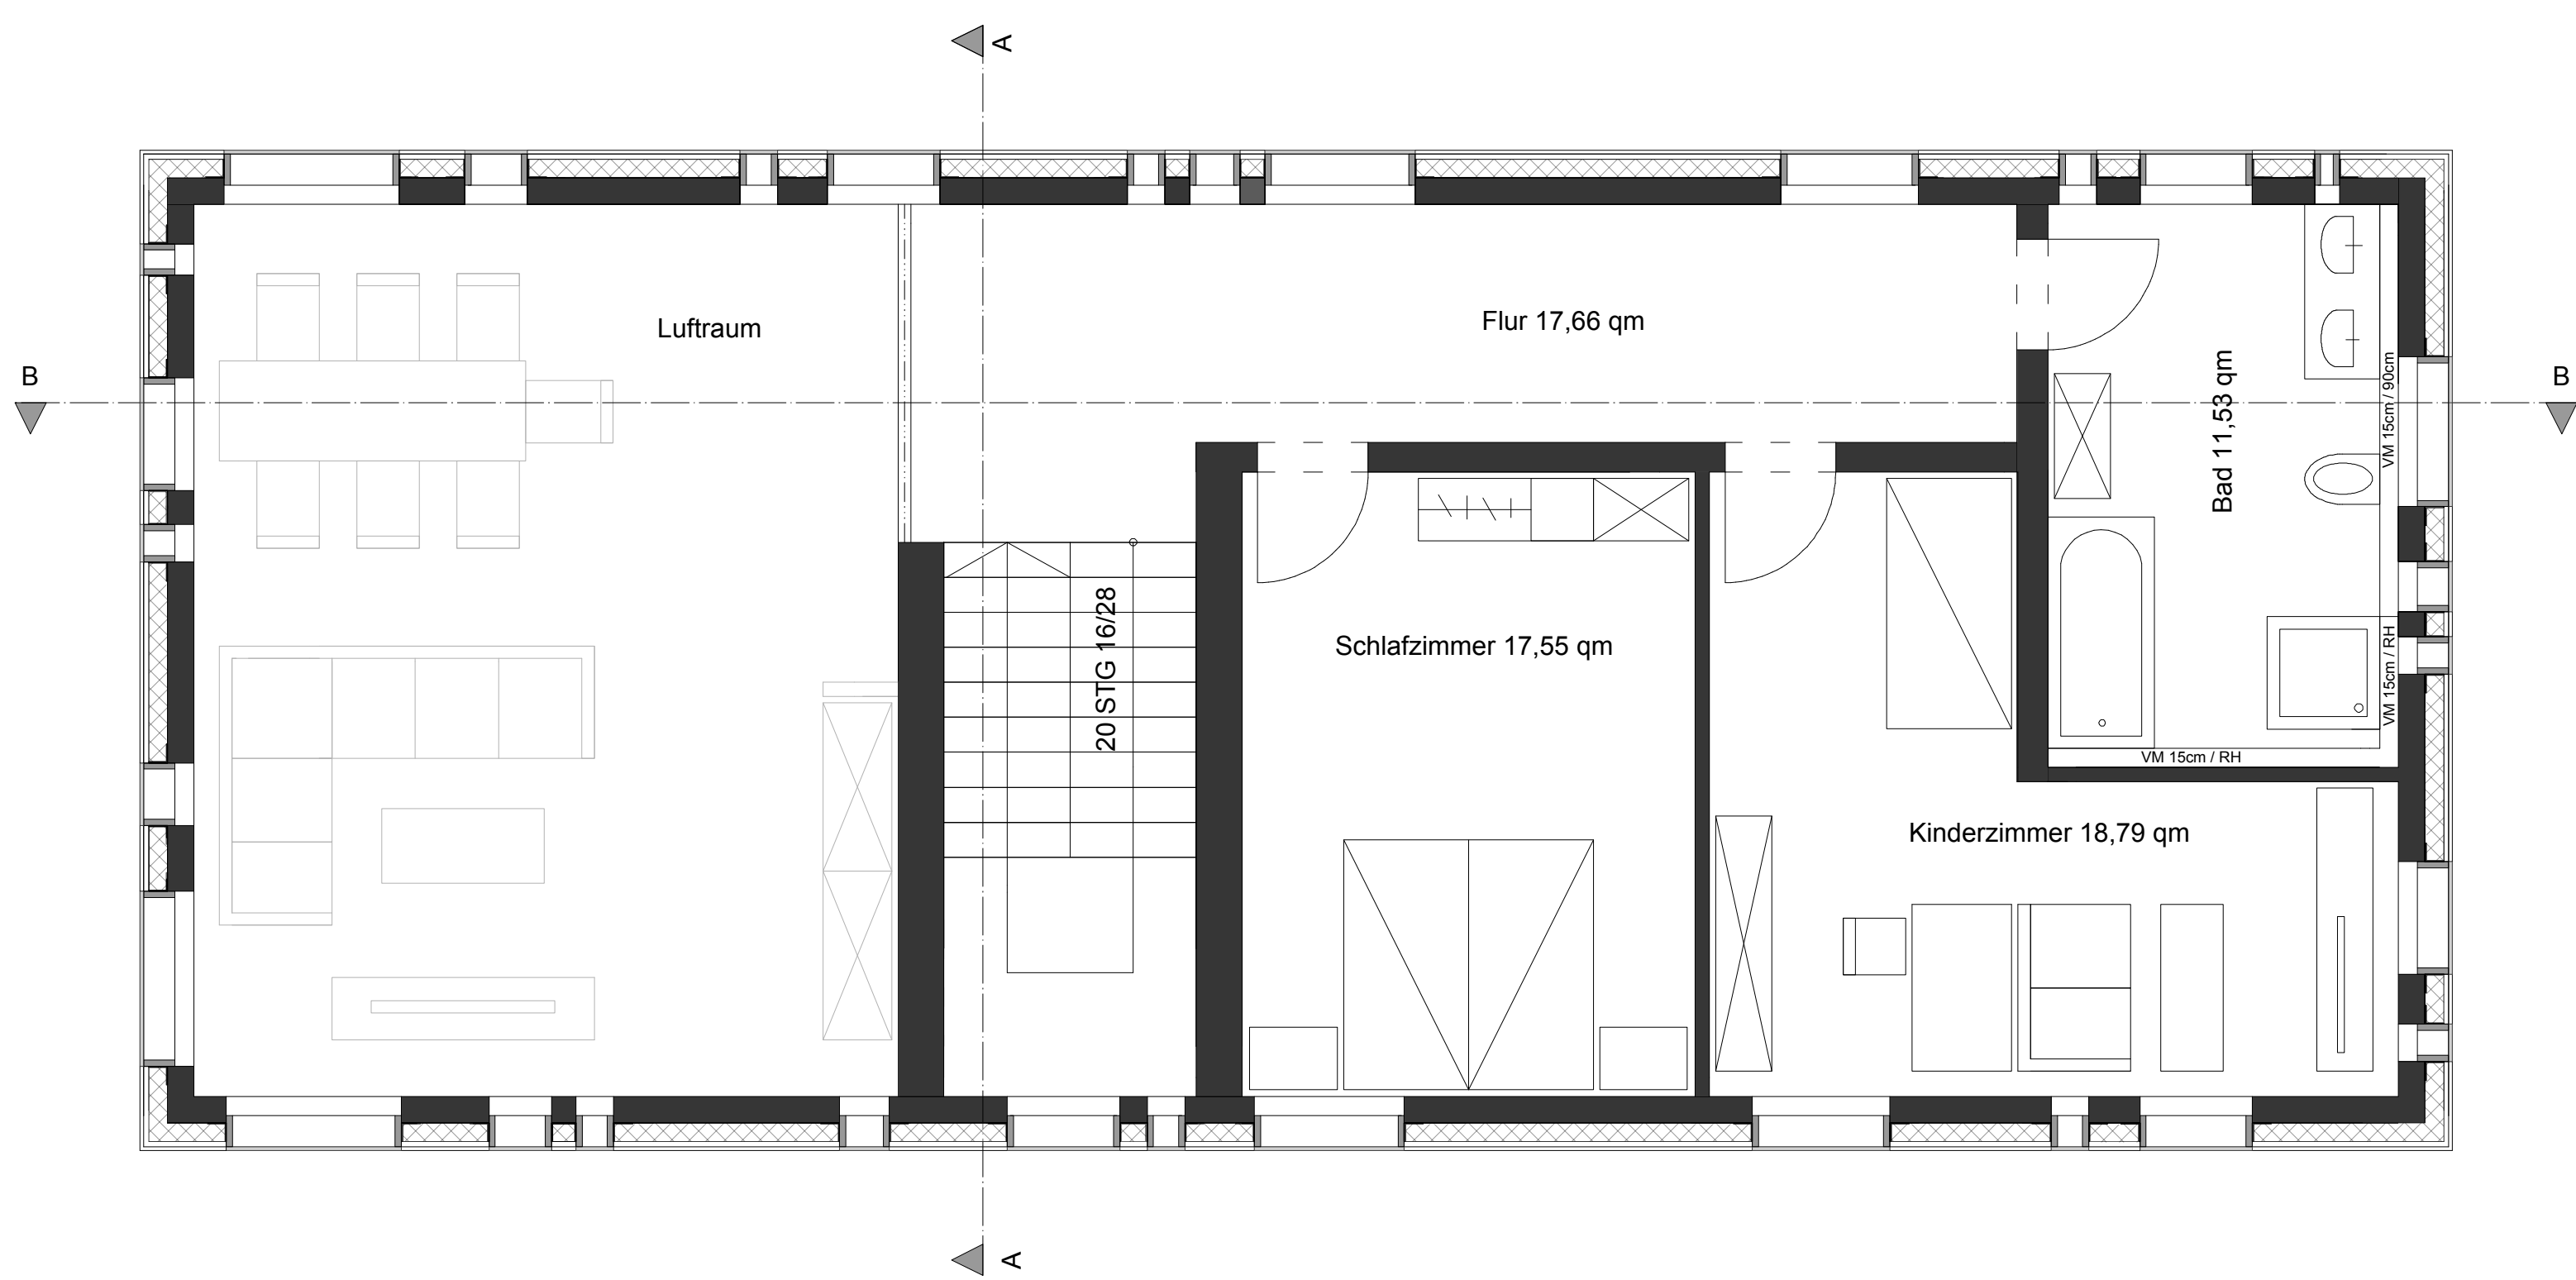 A
Luftraum
Flur 17,66 qm
B
B
Bad 11,53 qm
VM 15cm / 90cm
20 STG 16/28
Schlafzimmer 17,55 qm
VM 15cm / RH
VM 15cm / RH
Kinderzimmer 18,79 qm
A